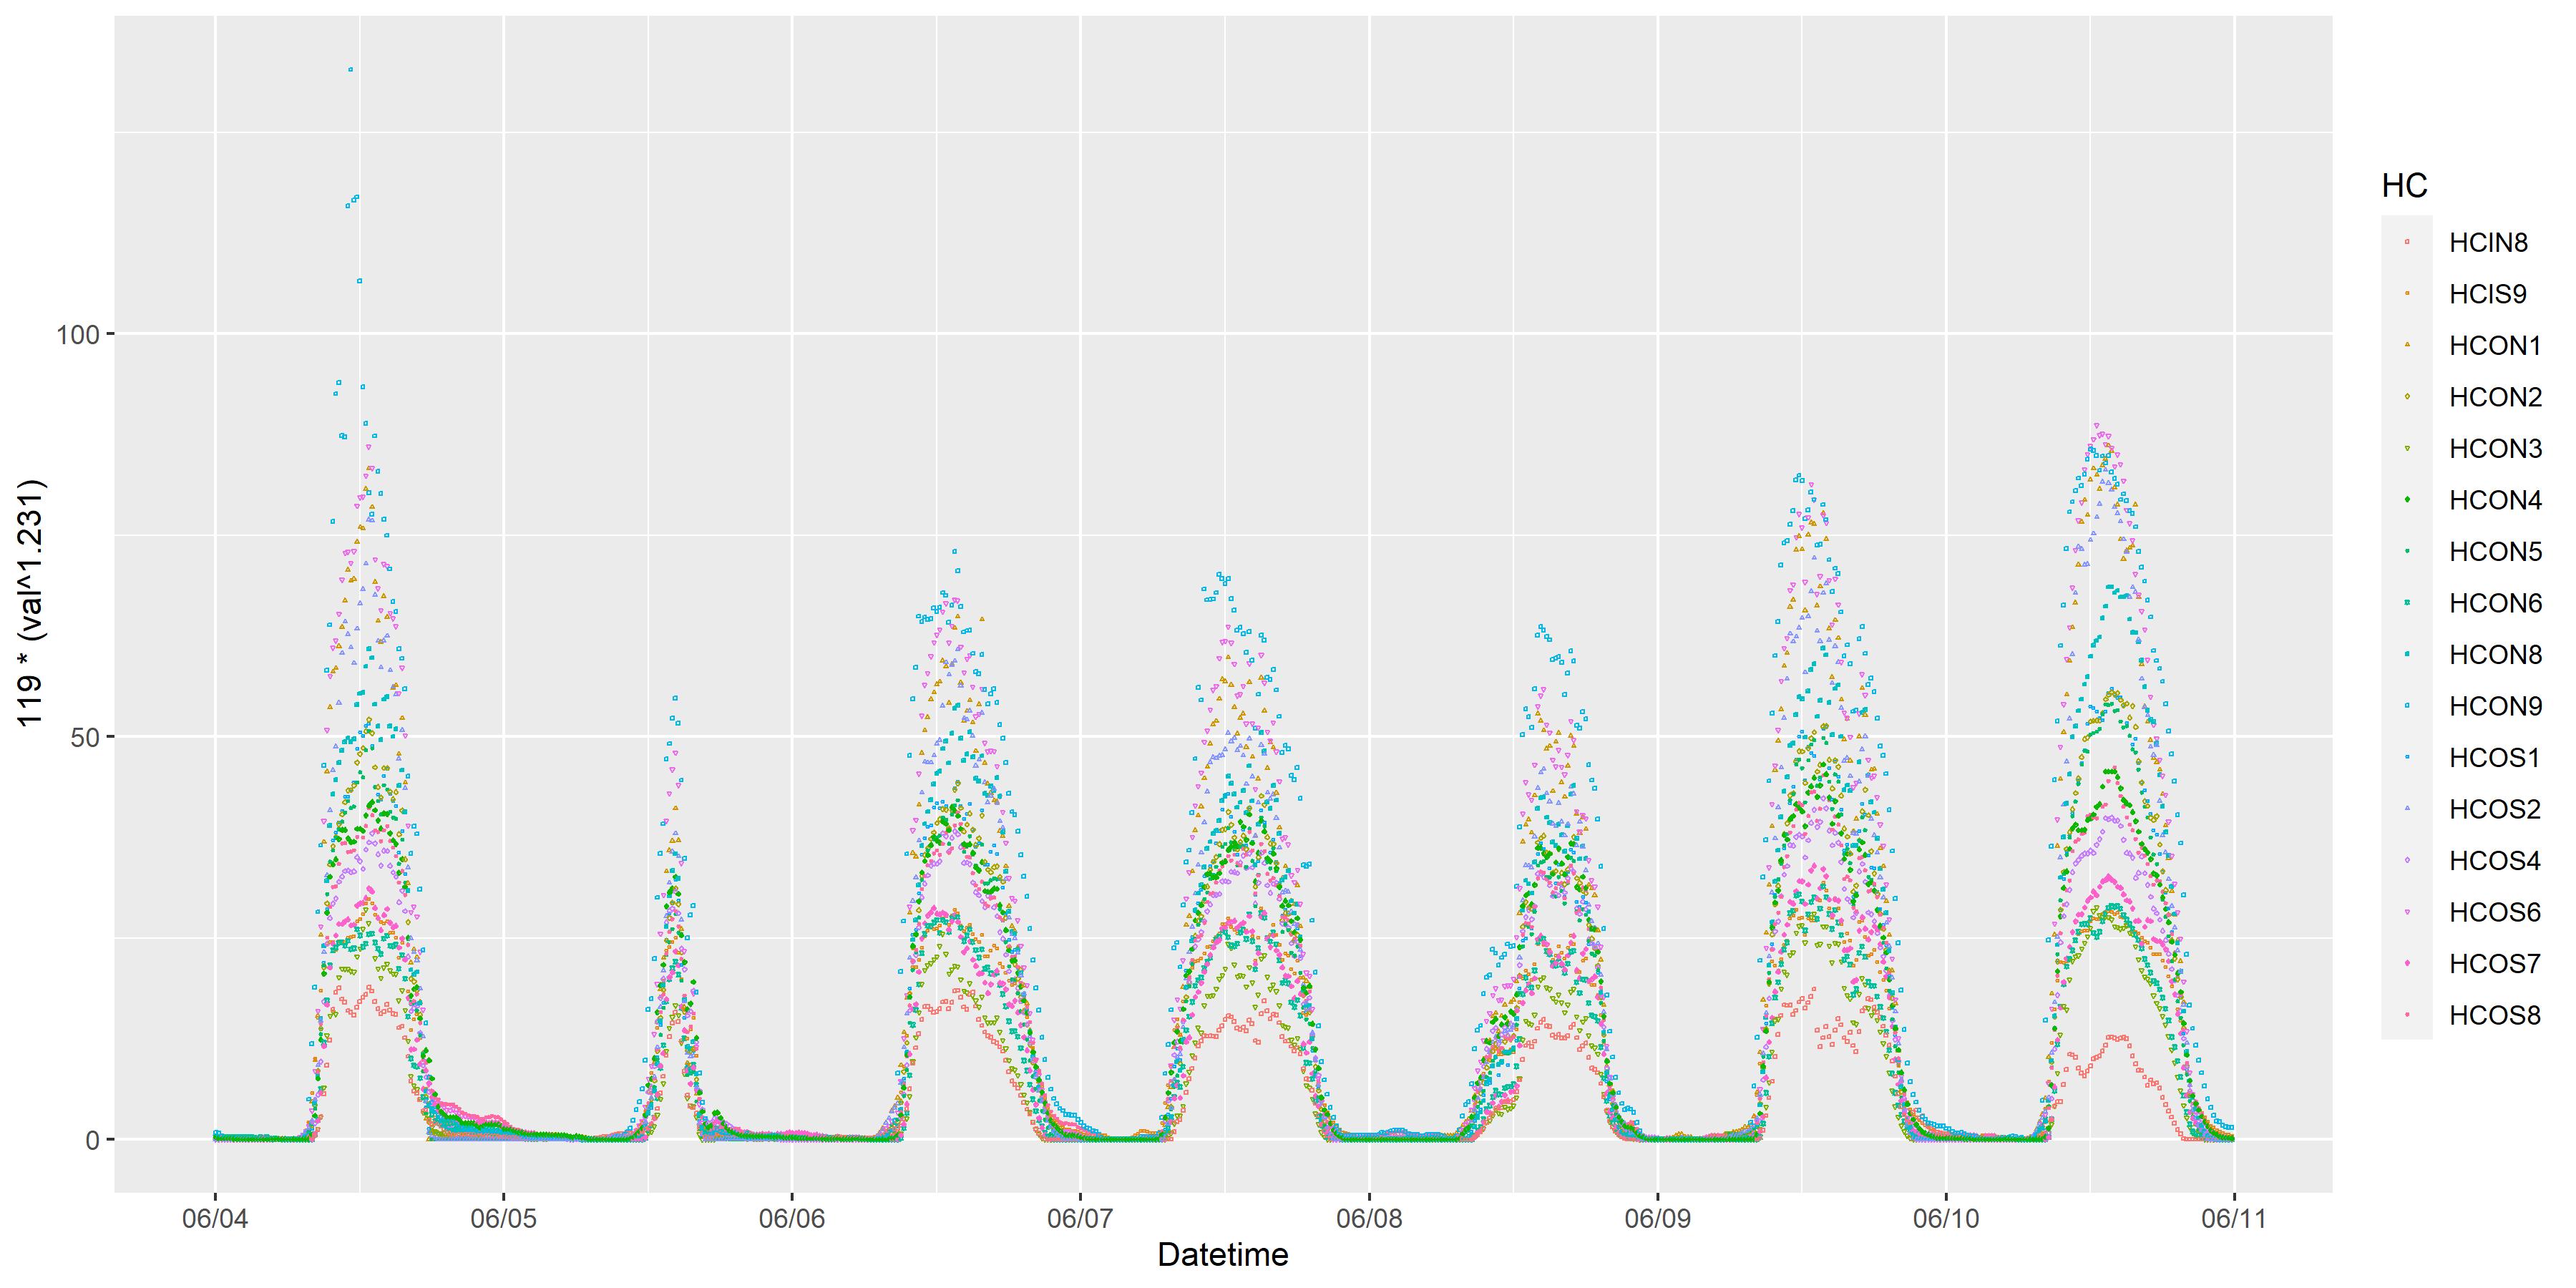 119 * (val^1.231)
100
50
0
06/04
06/05
06/06
06/07
06/08
06/09
06/10
06/11
Datetime
HC
HCIN8
HCIS9
HCON1
HCON2
HCON3
HCON4
HCON5
HCON6
HCON8
HCON9
HCOS1
HCOS2
HCOS4
HCOS6
HCOS7
HCOS8